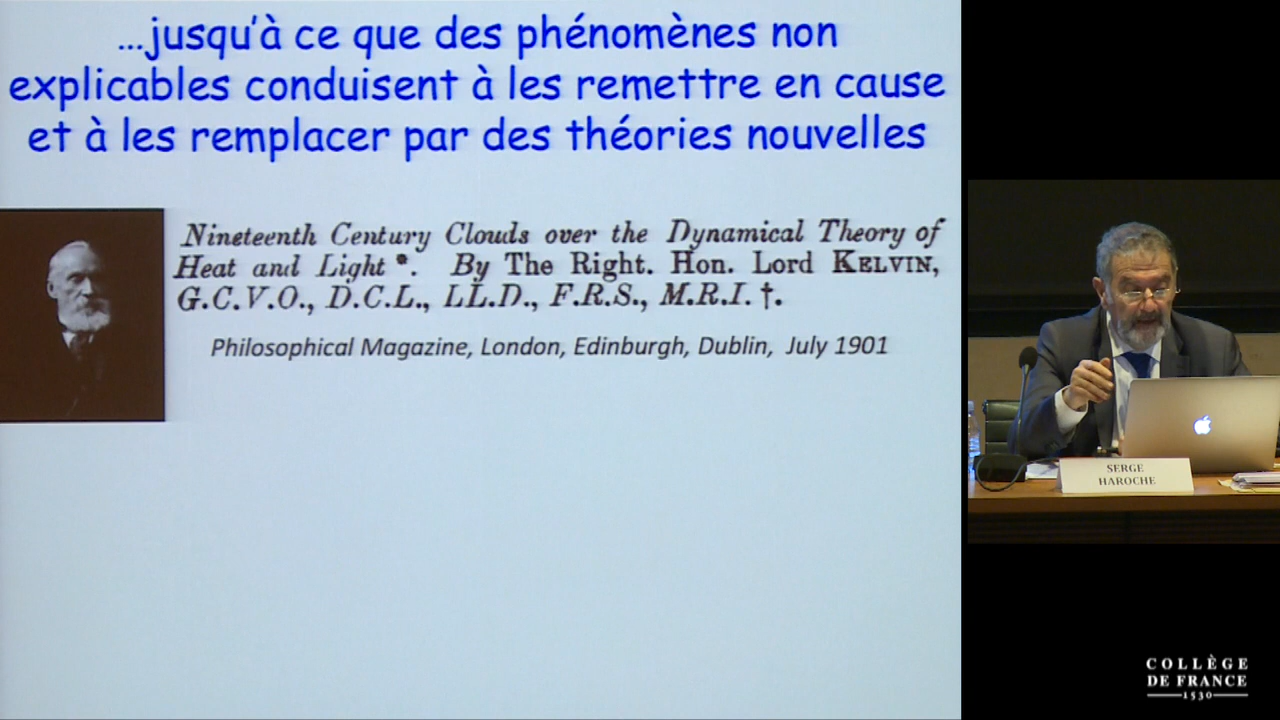 ...jusqu'à ce que des phénomènes non
explicables conduisent à les remettre en cause
et à les remplacer par des théories nouvelles
Nineteenth Century Clouds over the Dynamical Theory of
Heat and Light *. By The Right. Hon. Lord KELVIN,
G.C.V.O., D.C.L., LL.D., F.R.S., M.R.I. †.
Philosophical Magazine, London, Edinburgh, Dublin, July 1901
SERGE
HAROCHE
COLLÈGE
DE FRANCE
1530